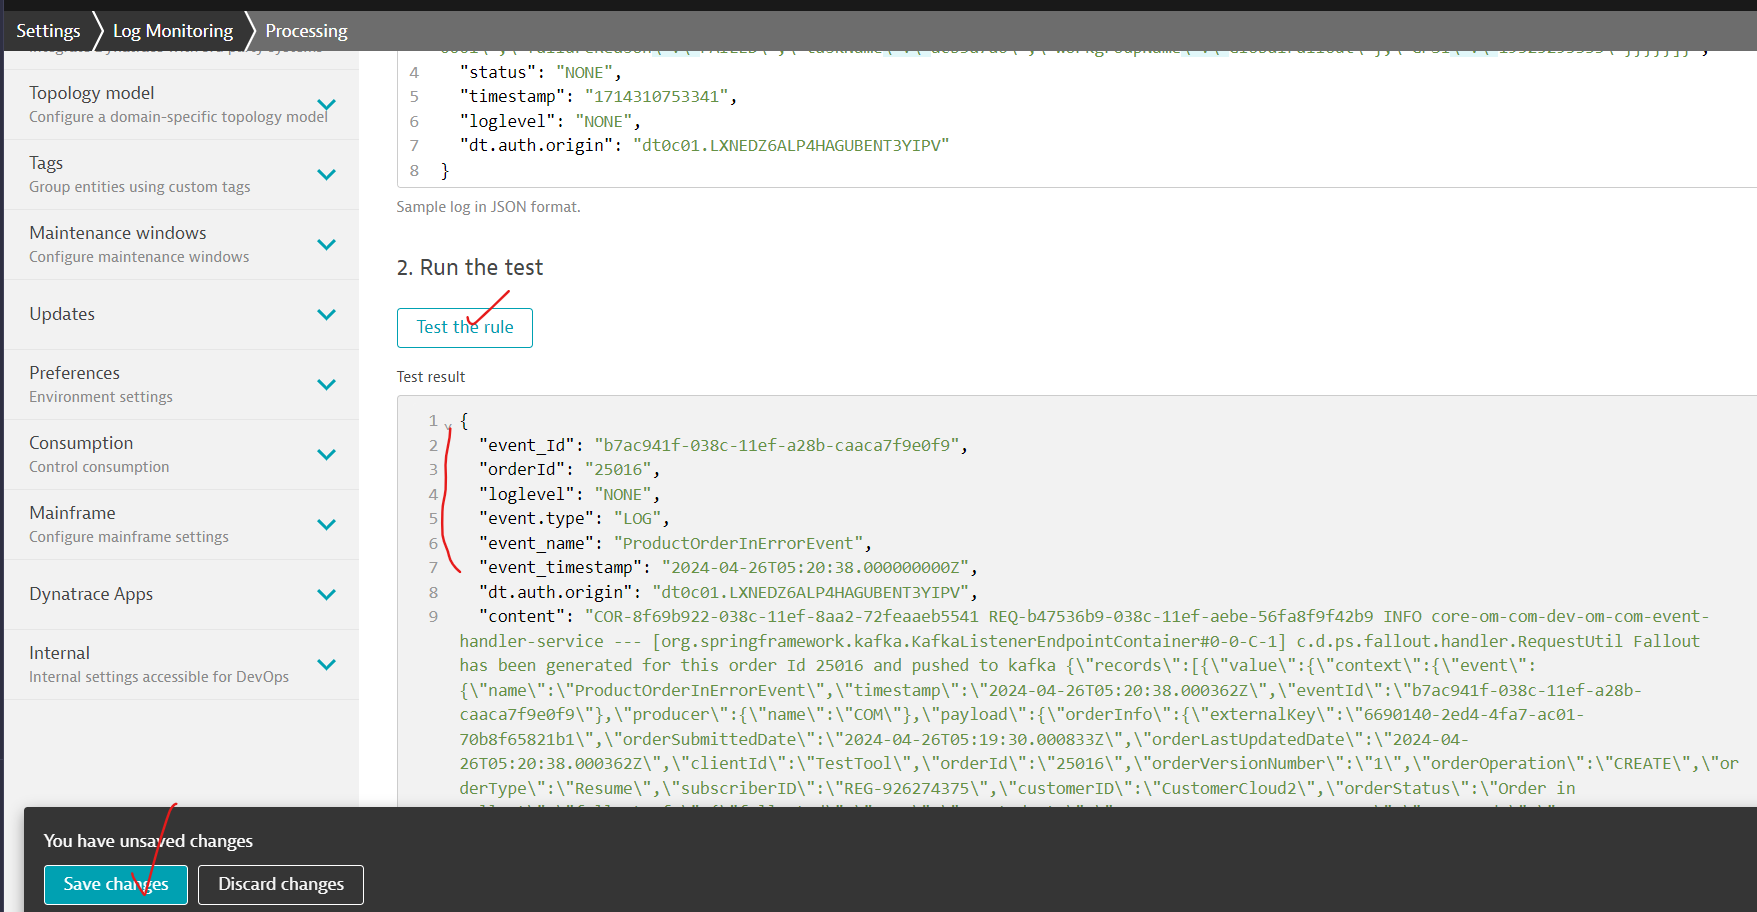 Settings
Log Monitoring
Processing
Topology model
Configure a domain-specific topology model
Tags
Group entities using custom tags
Maintenance windows
Configure maintenance windows
Updates
Preferences
Environment settings
Consumption
Control consumption
Mainframe
Configure mainframe settings
Dynatrace Apps
Internal
Internal settings accessible for DevOps
4 "status": "NONE",
5 "timestamp": "1714310753341",
6 "loglevel": "NONE",
7 "dt.auth.origin": "dt0c01.LXNEDZ6ALP4HAGUBENT3YIPV"
8 }
Sample log in JSON format.
2. Run the test
Test the rule
Test result
1 {
2 "event_Id": "b7ac941f-038c-11ef-a28b-caaca7f9e0f9",
3 "orderId": "25016",
4 "loglevel": "NONE",
5 "event.type": "LOG",
6 "event_name": "ProductOrderInErrorEvent",
7 "event_timestamp": "2024-04-26T05:20:38.000000000Z",
8 "dt.auth.origin": "dt0c01.LXNEDZ6ALP4HAGUBENT3YIPV",
9 "content": "COR-8f69b922-038c-11ef-8aa2-72feaaeb5541 REQ-b47536b9-038c-11ef-aebe-56fa8f9f42b9 INFO core-om-com-dev-om-com-event-
handler-service --- [org.springframework.kafka.KafkaListenerEndpointContainer#0-0-C-1] c.d.ps.fallout.handler.RequestUtil Fallout
has been generated for this order Id 25016 and pushed to kafka {\"records\":[{\"value\":{\"context\":{\"event\":
{\"name\":\"ProductOrderInErrorEvent\",\"timestamp\":\"2024-04-26T05:20:38.000362Z\",\"eventId\":\"b7ac941f-038c-11ef-a28b-
caaca7f9e0f9\"},\"producer\":{\"name\":\"COM\"},\"payload\":{\"orderInfo\":{\"externalKey\":\"6690140-2ed4-4fa7-ac01-
70b8f65821b1\",\"orderSubmittedDate\":\"2024-04-26T05:19:30.000833Z\",\"orderLastUpdatedDate\":\"2024-04-
26T05:20:38.000362Z\",\"clientId\":\"TestTool\",\"orderId\":\"25016\",\"orderVersionNumber\":\"1\",\"orderOperation\":\"CREATE\",\"or
derType\":\"Resume\",\"subscriberID\":\"REG-926274375\",\"customerID\":\"CustomerCloud2\",\"orderStatus\":\"Order in
You have unsaved changes
Save changes
Discard changes